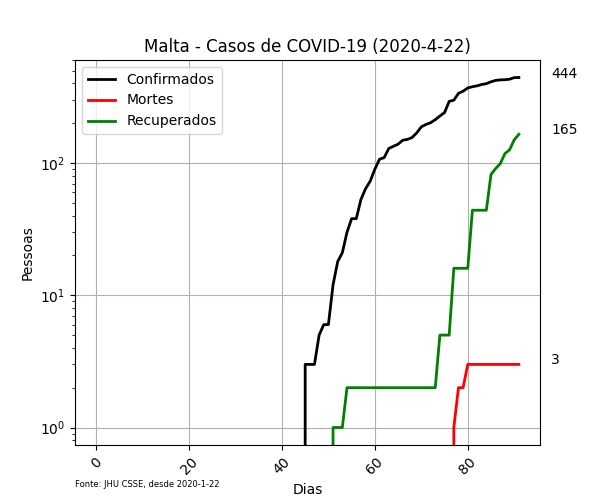 Malta - Casos de COVID-19 (2020-4-22)
Confirmados
Mortes
Recuperados
444
165
3
10²
10¹
10⁰
Pessoas
0
20
40
60
80
Dias
Fonte: JHU CSSE, desde 2020-1-22